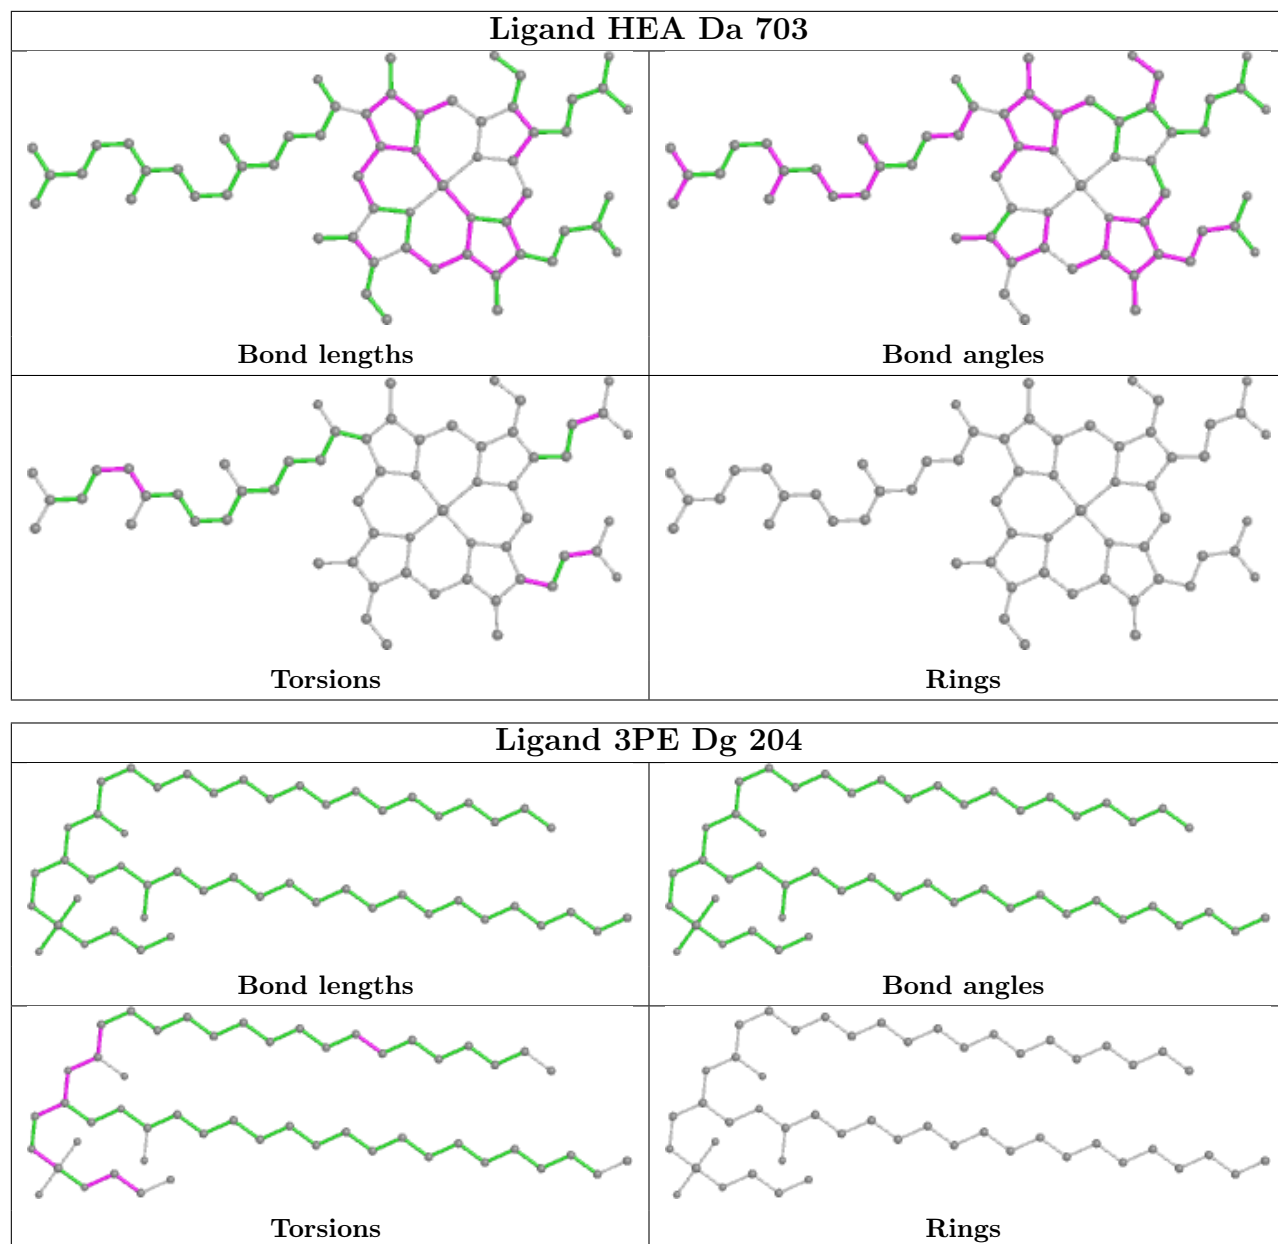 Ligand HEA Da 703
Bond lengths
Bond angles
Torsions
Rings
Ligand 3PE Dg 204
Bond lengths
Bond angles
Torsions
Rings